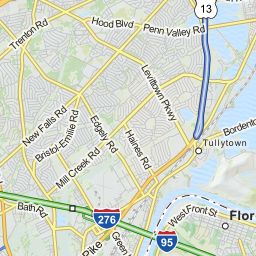 13
Hood Blvd
Penn Valley Rd
Trenton Rd
Levittown Pkwy
New Falls Rd
Bristol-Emilie Rd
Edgely Rd
Haines Rd
Bordento
Tullytown
Mill Creek Rd
Bath Rd
276
West Front St
Flor
Pike
Green
95